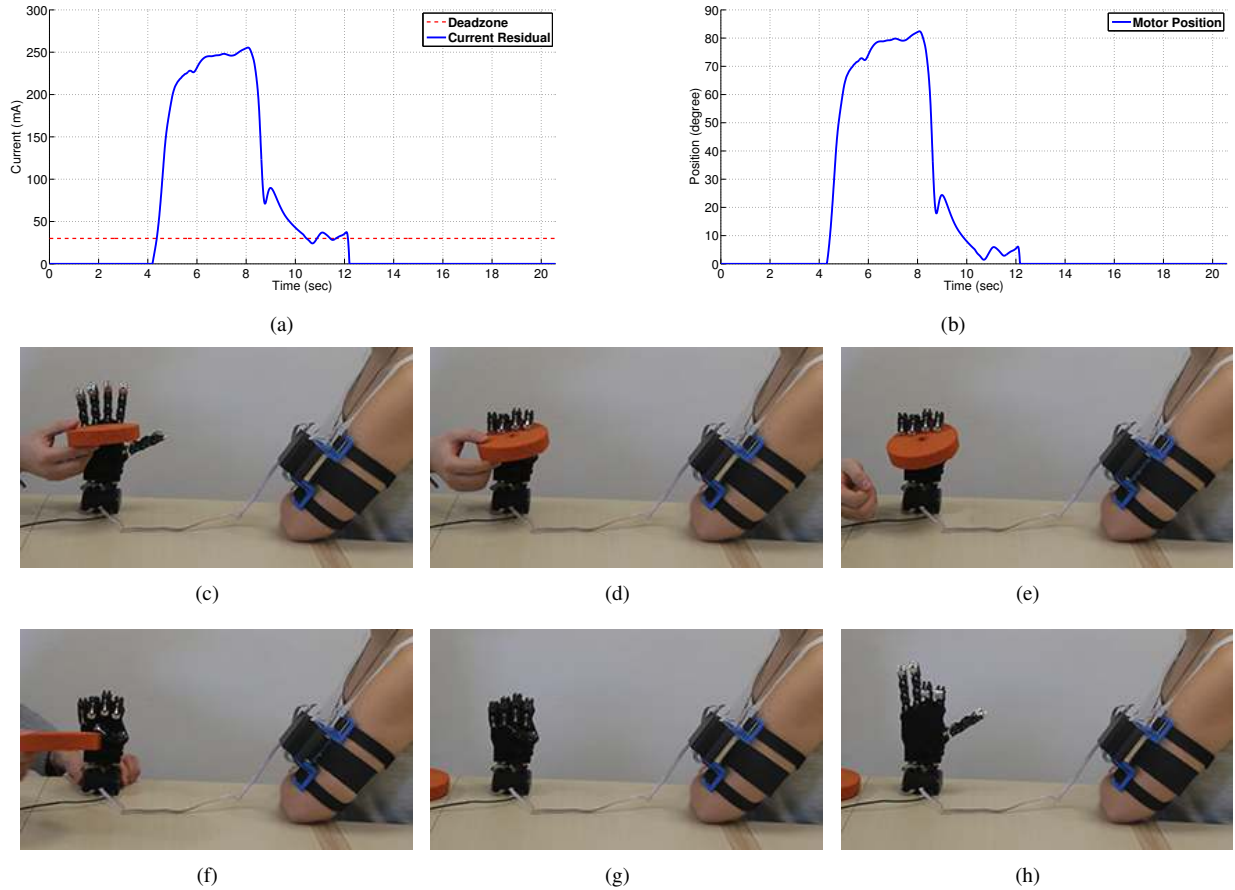 300
250
200
150
100
50
0
Current (mA)
Deadzone
Current Residual
0 2 4 6 8 10 12 14 16 18 20
Time (sec)
(a)
90
80
70
60
50
40
30
20
10
0
Position (degree)
Motor Position
0 2 4 6 8 10 12 14 16 18 20
Time (sec)
(b)
(c) (d) (e)
(f) (g) (h)